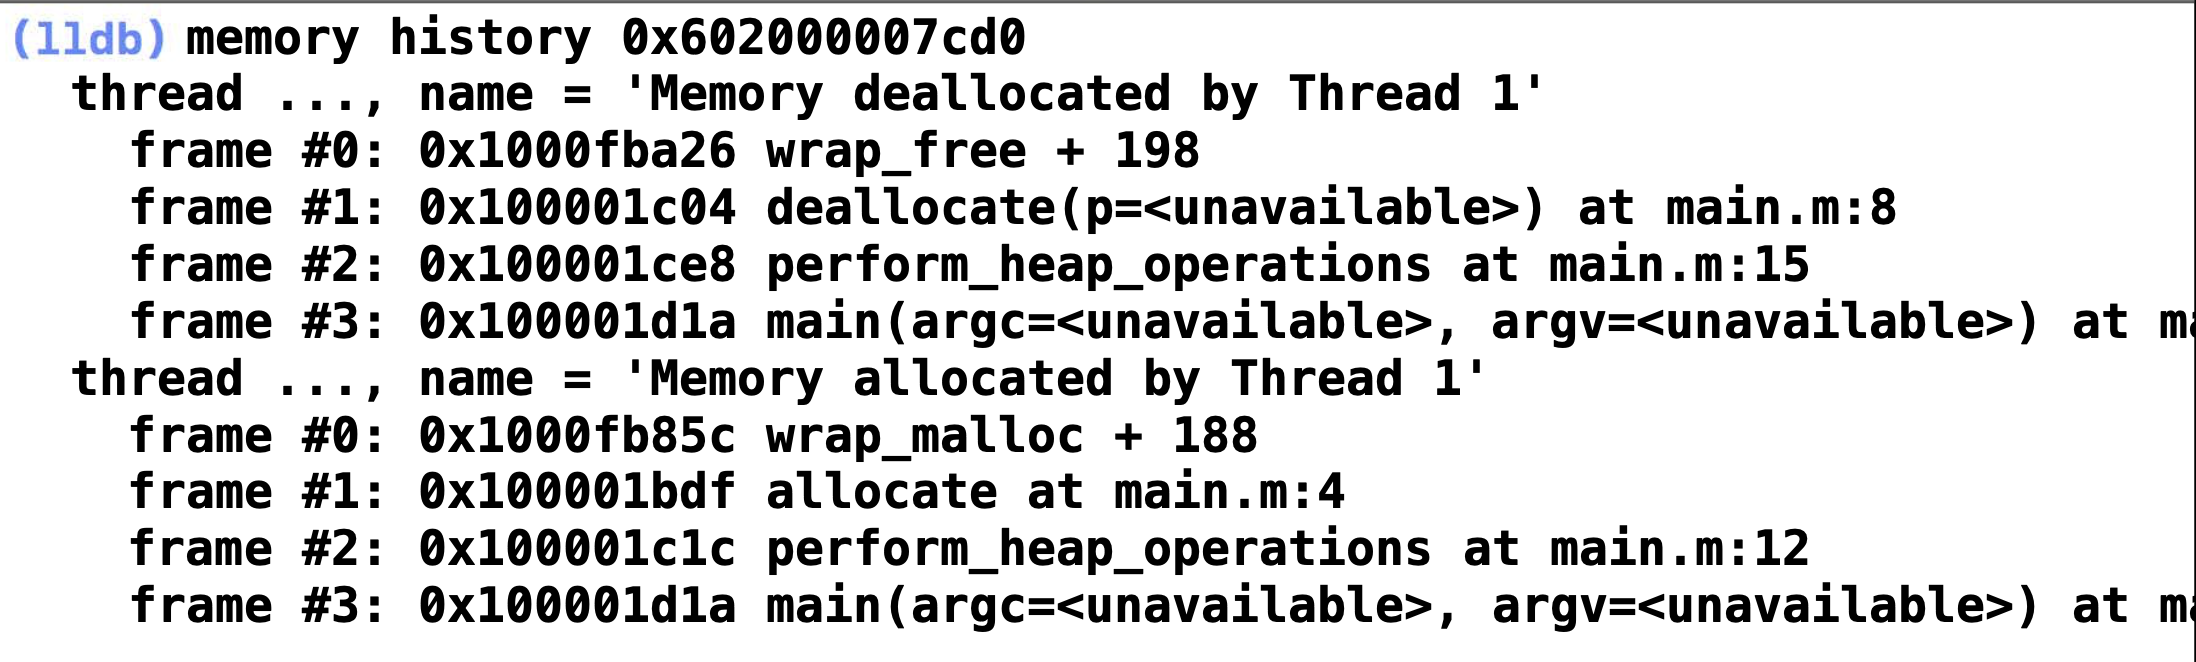 (lldb) memory history 0x602000007cd0
thread ..., name = 'Memory deallocated by Thread 1'
frame #0: 0x1000fba26 wrap_free + 198
frame #1: 0x100001c04 deallocate(p=<unavailable>) at main.m:8
frame #2: 0x100001ce8 perform_heap_operations at main.m:15
frame #3: 0x100001d1a main(argc=<unavailable>, argv=<unavailable>) at
thread ..., name = 'Memory allocated by Thread 1'
frame #0: 0x1000fb85c wrap_malloc + 188
frame #1: 0x100001bdf allocate at main.m:4
frame #2: 0x100001c1c perform_heap_operations at main.m:12
frame #3: 0x100001d1a main(argc=<unavailable>, argv=<unavailable>) at